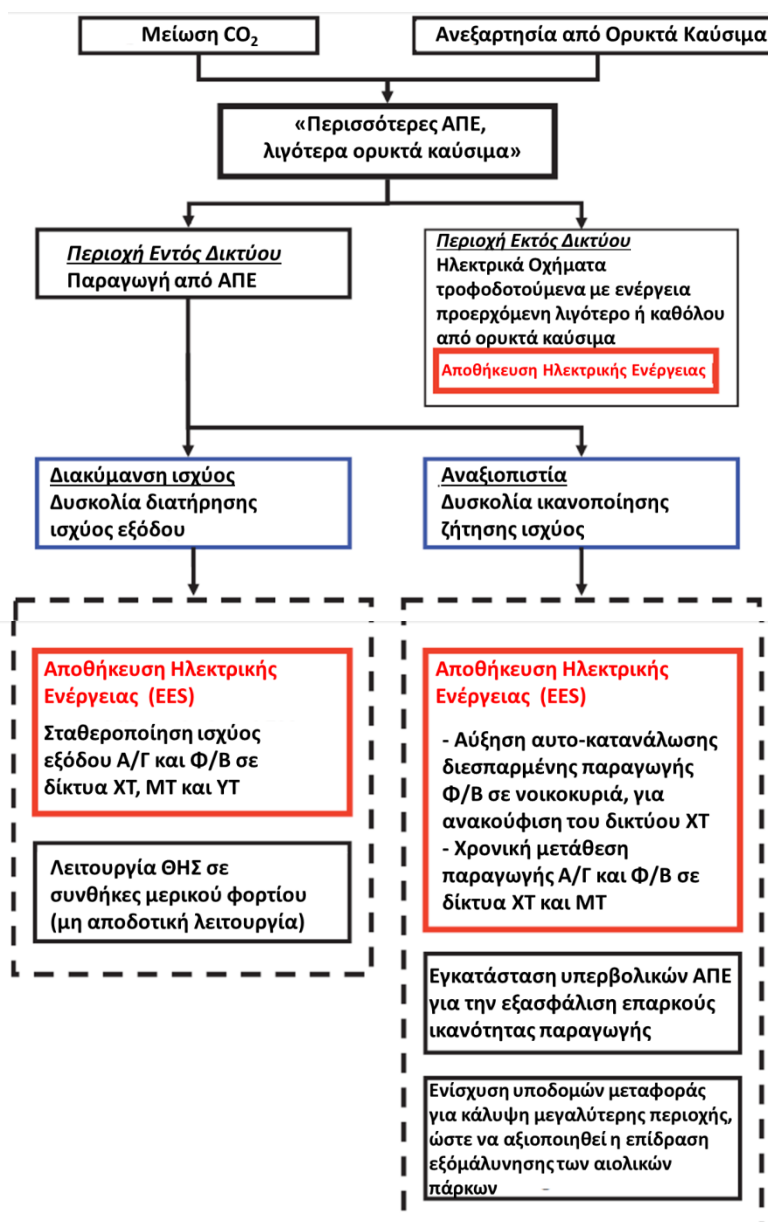 Μείωση CO₂
Ανεξαρτησία από Ορυκτά Καύσιμα
«Περισσότερες ΑΠΕ,
λιγότερα ορυκτά καύσιμα»
Περιοχή Εντός Δικτύου
Παραγωγή από ΑΠΕ
Περιοχή Εκτός Δικτύου
Ηλεκτρικά Οχήματα
τροφοδοτούμενα με ενέργεια
προερχόμενη λιγότερο ή καθόλου
από ορυκτά καύσιμα
Αποθήκευση Ηλεκτρικής Ενέργειας
Διακύμανση ισχύος
Δυσκολία διατήρησης
ισχύος εξόδου
Αναξιοπιστία
Δυσκολία ικανοποίησης
ζήτησης ισχύος
Αποθήκευση Ηλεκτρικής
Ενέργειας (EES)
Σταθεροποίηση ισχύος
εξόδου Α/Γ και Φ/Β σε
δίκτυα ΧΤ, ΜΤ και ΥΤ
Λειτουργία ΘΗΣ σε
συνθήκες μερικού φορτίου
(μη αποδοτική λειτουργία)
Αποθήκευση Ηλεκτρικής
Ενέργειας (EES)
- Αύξηση αυτο-κατανάλωσης
διεσπαρμένης παραγωγής
Φ/Β σε νοικοκυριά, για
ανακούφιση του δικτύου ΧΤ
- Χρονική μετάθεση
παραγωγής Α/Γ και Φ/Β σε
δίκτυα ΧΤ και ΜΤ
Εγκατάσταση υπερβολικών ΑΠΕ
για την εξασφάλιση επαρκούς
ικανότητας παραγωγής
Ενίσχυση υποδομών μεταφοράς
για κάλυψη μεγαλύτερης περιοχής,
ώστε να αξιοποιηθεί η επίδραση
εξόμάλυνσης των αιολικών
πάρκων